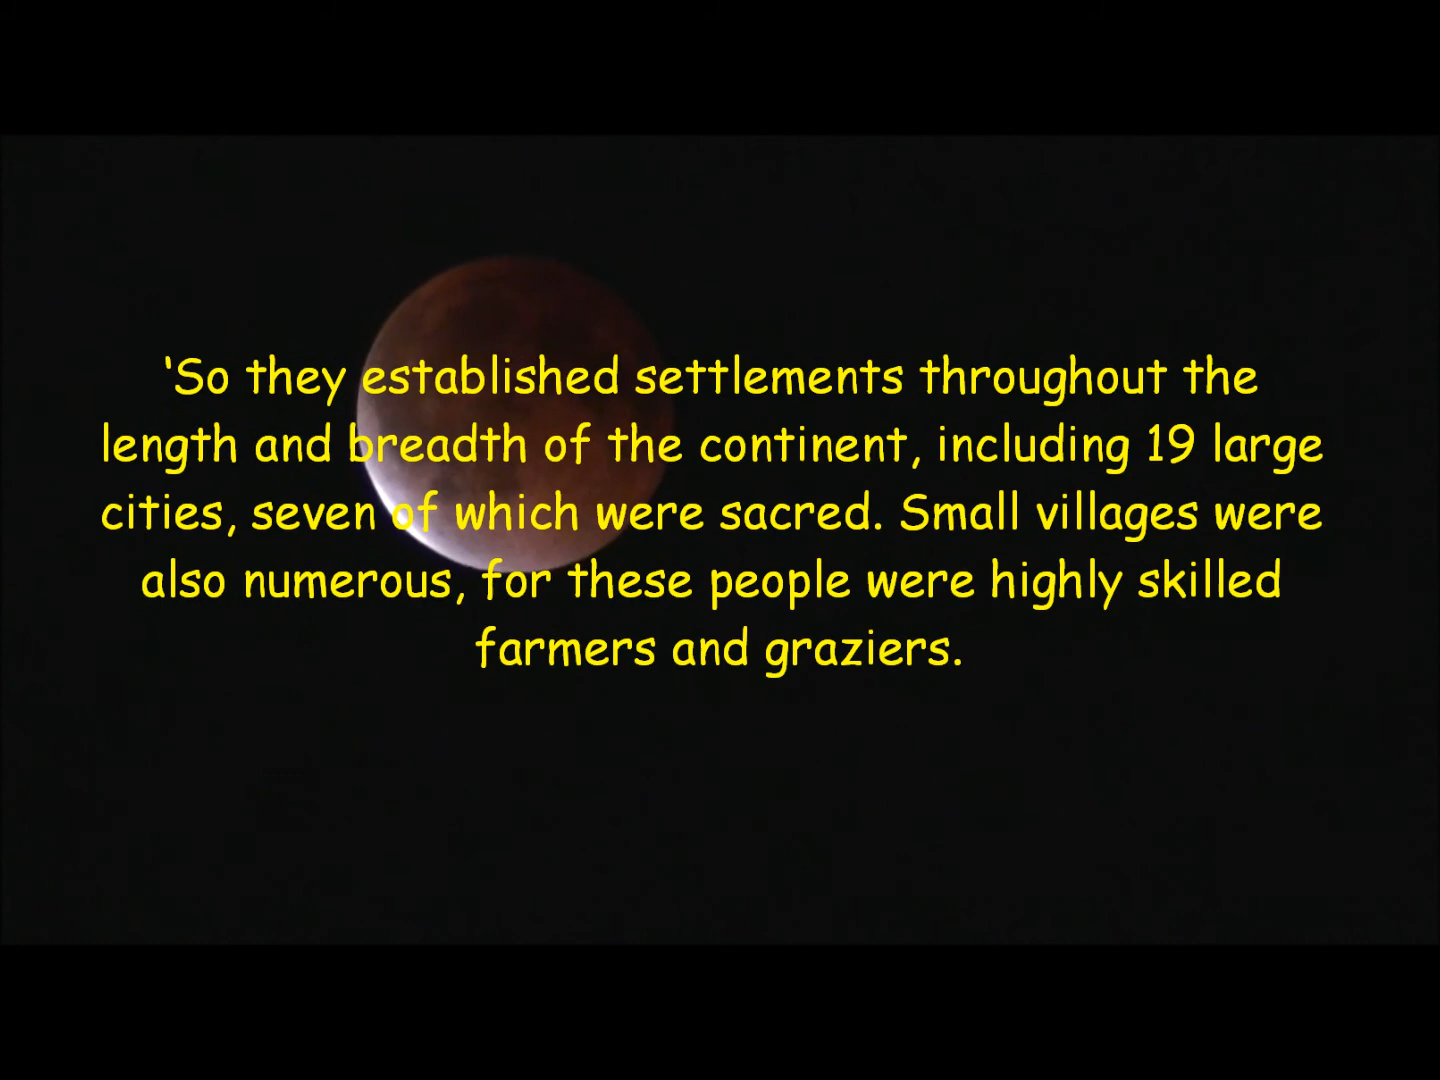 ‘So they established settlements throughout the
length and breadth of the continent, including 19 large
cities, seven of which were sacred. Small villages were
also numerous, for these people were highly skilled
farmers and graziers.